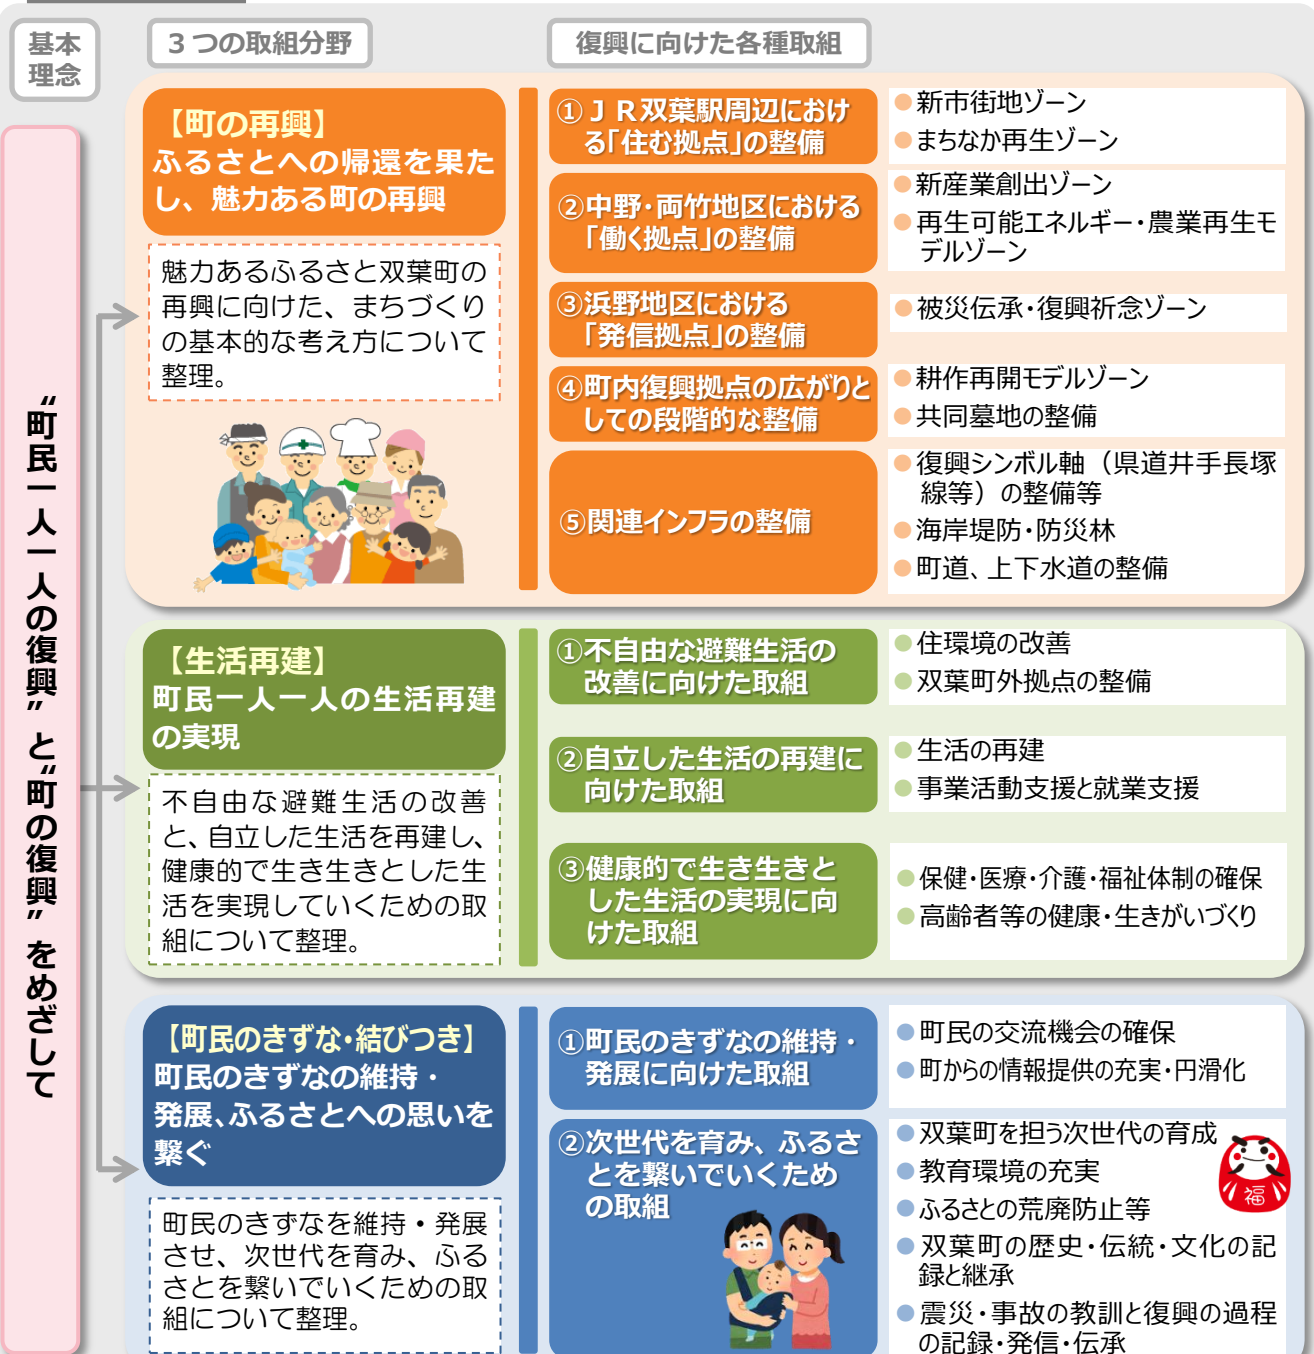 基本
理念
3つの取組分野
復興に向けた各種取組
“町民一人一人の復興”と“町の復興”をめざして
【町の再興】
ふるさとへの帰還を果た
し、魅力ある町の再興
魅力あるふるさと双葉町の
再興に向けた、まちづくり
の基本的な考え方について
整理。
①ＪＲ双葉駅周辺におけ
る「住む拠点」の整備
●新市街地ゾーン
●まちなか再生ゾーン
②中野・両竹地区における
「働く拠点」の整備
●新産業創出ゾーン
●再生可能エネルギー・農業再生モ
デルゾーン
③浜野地区における
「発信拠点」の整備
●被災伝承・復興祈念ゾーン
④町内復興拠点の広がりと
しての段階的な整備
●耕作再開モデルゾーン
●共同墓地の整備
⑤関連インフラの整備
●復興シンボル軸（県道井手長塚
線等）の整備等
●海岸堤防・防災林
●町道、上下水道の整備
【生活再建】
町民一人一人の生活再建
の実現
不自由な避難生活の改善
と、自立した生活を再建し、
健康的で生き生きとした生
活を実現していくための取
組について整理。
①不自由な避難生活の
改善に向けた取組
●住環境の改善
●双葉町外拠点の整備
②自立した生活の再建に
向けた取組
●生活の再建
●事業活動支援と就業支援
③健康的で生き生きと
した生活の実現に向
けた取組
●保健・医療・介護・福祉体制の確保
●高齢者等の健康・生きがいづくり
【町民のきずな・結びつき】
町民のきずなの維持・
発展、ふるさとへの思いを
繋ぐ
町民のきずなを維持・発展
させ、次世代を育み、ふる
さとを繋いでいくための取
組について整理。
①町民のきずなの維持・
発展に向けた取組
●町民の交流機会の確保
●町からの情報提供の充実・円滑化
②次世代を育み、ふるさ
とを繋いでいくため
の取組
●双葉町を担う次世代の育成
●教育環境の充実
●ふるさとの荒廃防止等
●双葉町の歴史・伝統・文化の記
録と継承
●震災・事故の教訓と復興の過程
の記録・発信・伝承
福